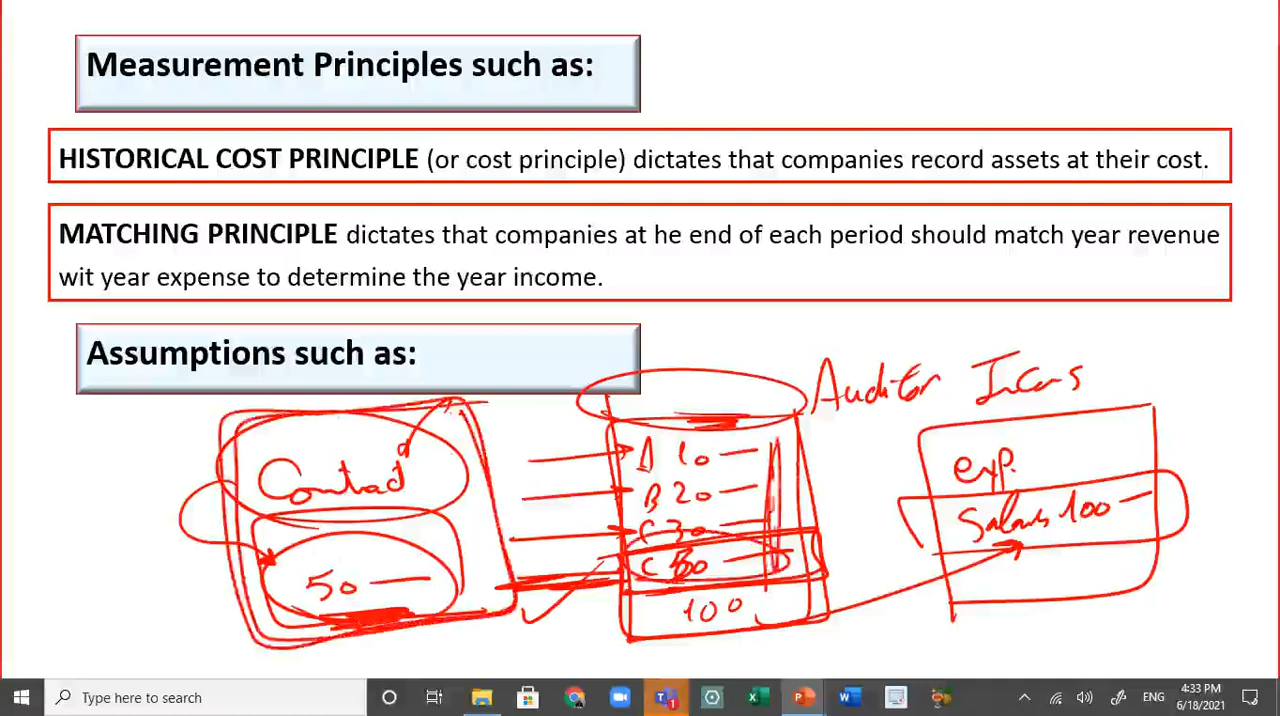 Measurement Principles such as:
HISTORICAL COST PRINCIPLE (or cost principle) dictates that companies record assets at their cost.
MATCHING PRINCIPLE dictates that companies at he end of each period should match year revenue
wit year expense to determine the year income.
Assumptions such as:
Auditor
Contract
50
A 10
B 20
C 30
100
exp.
100
Type here to search
1
ENG
4:33 PM
6/18/2021